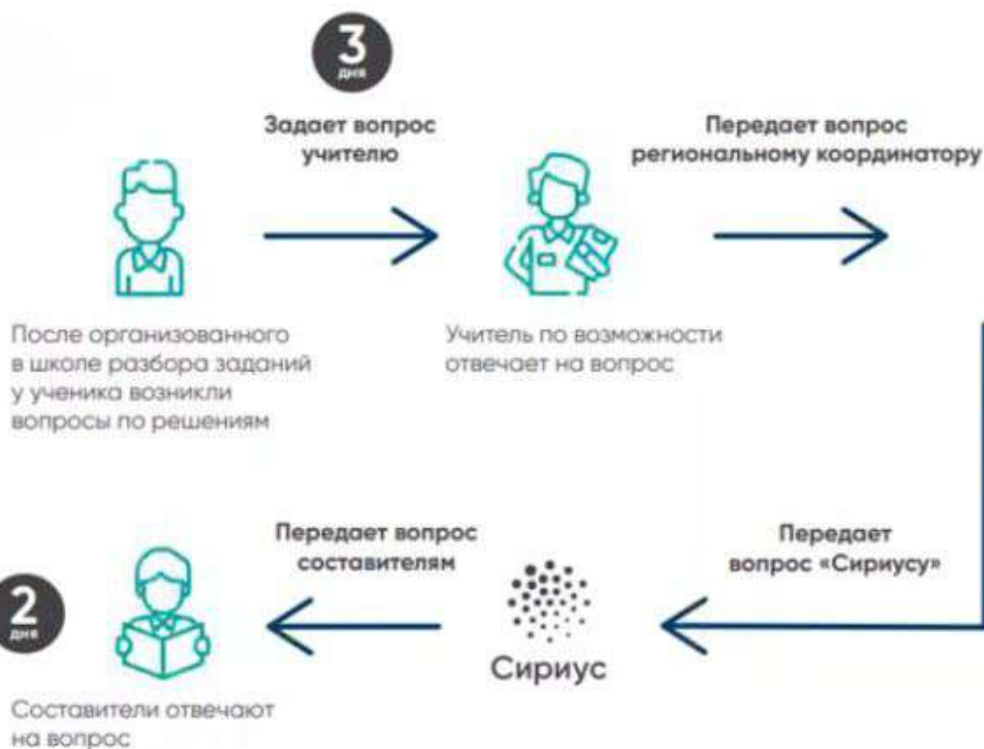 3
дня
Задает вопрос
учителю
Передает вопрос
региональному координатору
После организованного
в школе разбора заданий
у ученика возникли
вопросы по решениям
Учитель по возможности
отвечает на вопрос
Передает
вопрос «Сириусу»
Сириус
Передает вопрос
составителям
2
дня
Составители отвечают
на вопрос